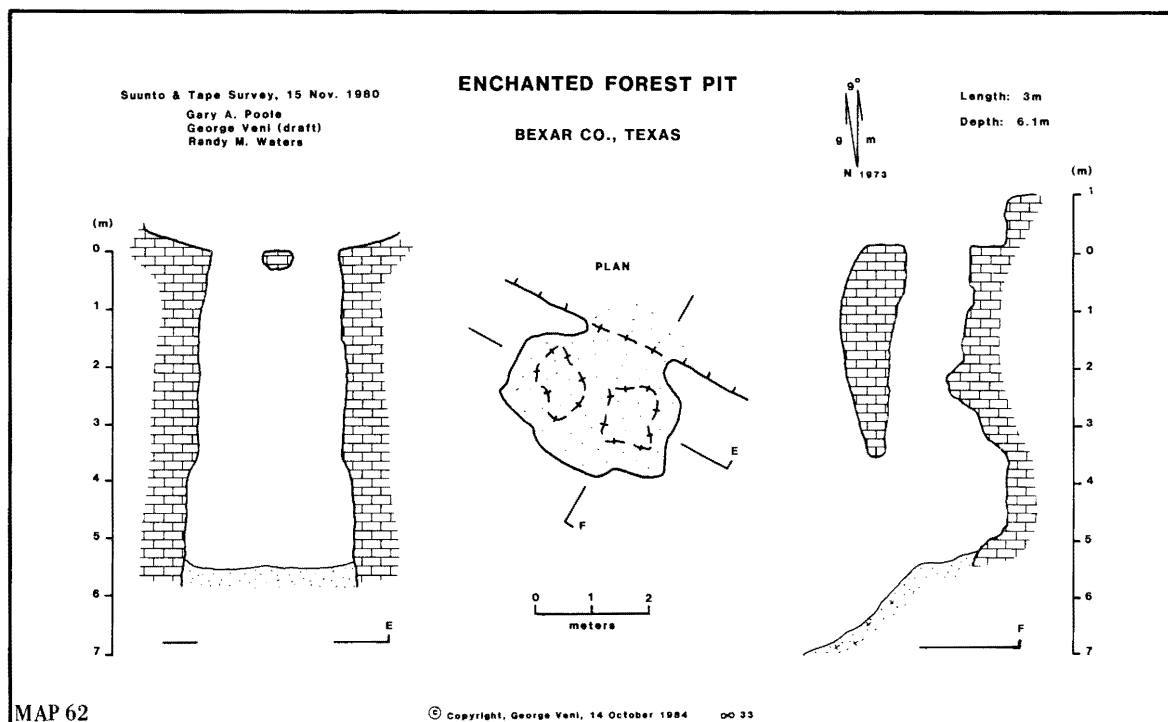 ENCHANTED FOREST PIT
BEXAR CO., TEXAS
Suunto & Tape Survey, 15 Nov. 1980
Gary A. Poole
George Veni (draft)
Randy M. Waters
9°
g m
N 1973
Length: 3m
Depth: 6.1m
(m)
0
1
2
3
4
5
6
7
E
PLAN
E
F
0 1 2
meters
(m)
1
0
1
2
3
4
5
6
7
F
MAP 62
© Copyright, George Veni, 14 October 1984 33